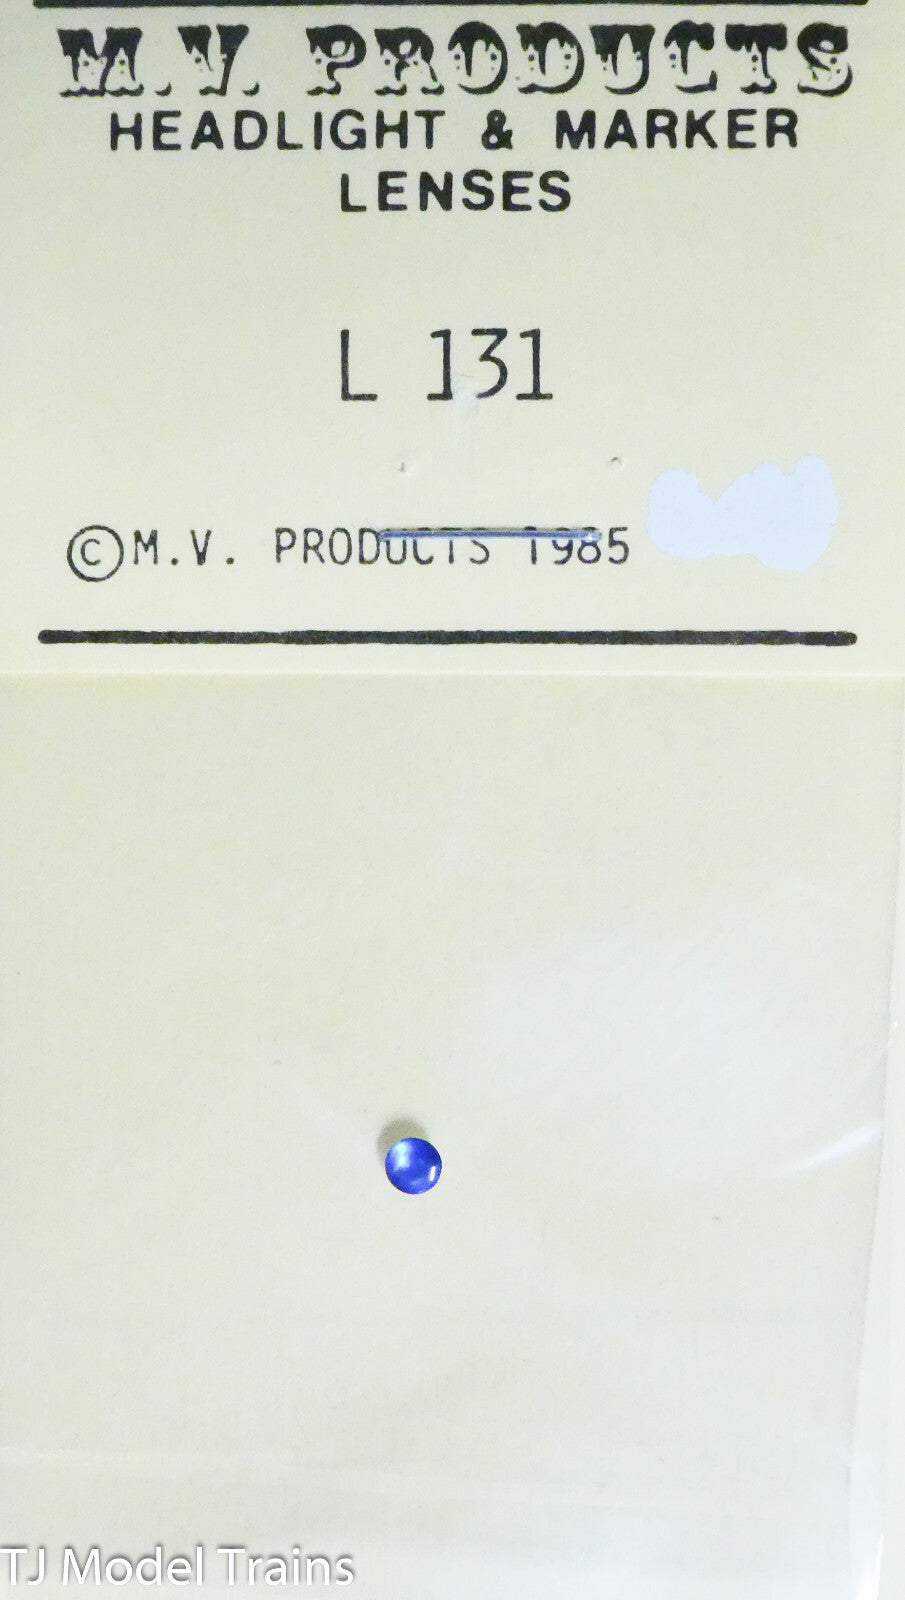 M.V. PRODUCTS
HEADLIGHT & MARKER
LENSES
L 131
©M.V. PRODUCTS 1985
TJ Model Trains